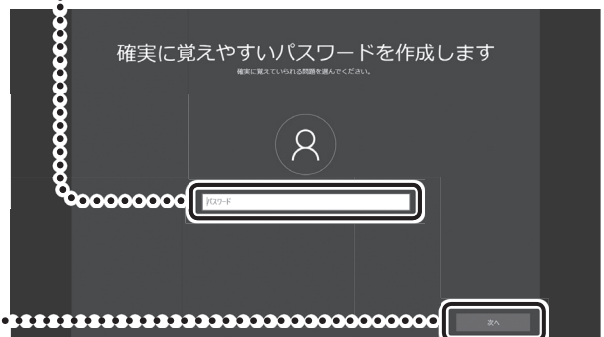 確実に覚えやすいパスワードを作成します
確実に覚えていられる問題を選んでください。
パスワード
次へ